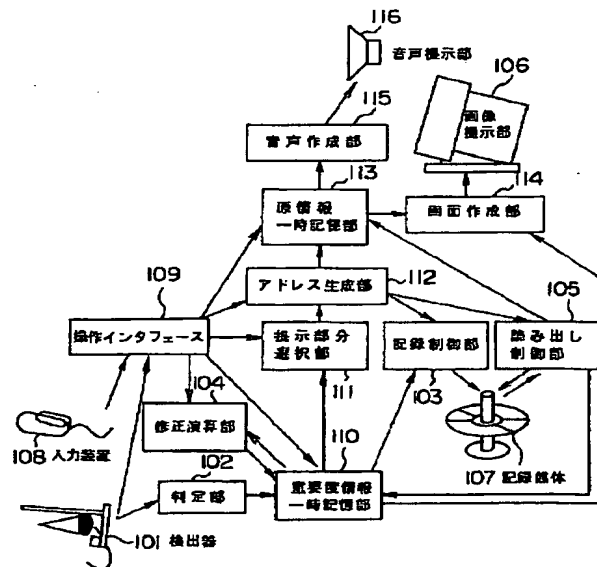 116
音声提示部
106
画像
提示部
115
音声作成部
113
114
原情報
一時記憶部
画面作成部
109
アドレス生成部
112
105
操作インタフェース
提示部分
選択部
111
記録制御部
103
読み出し
制御部
104
修正演算部
110
108 入力装置
102
判定部
重要度情報
一時記憶部
107 記録媒体
101 検出器